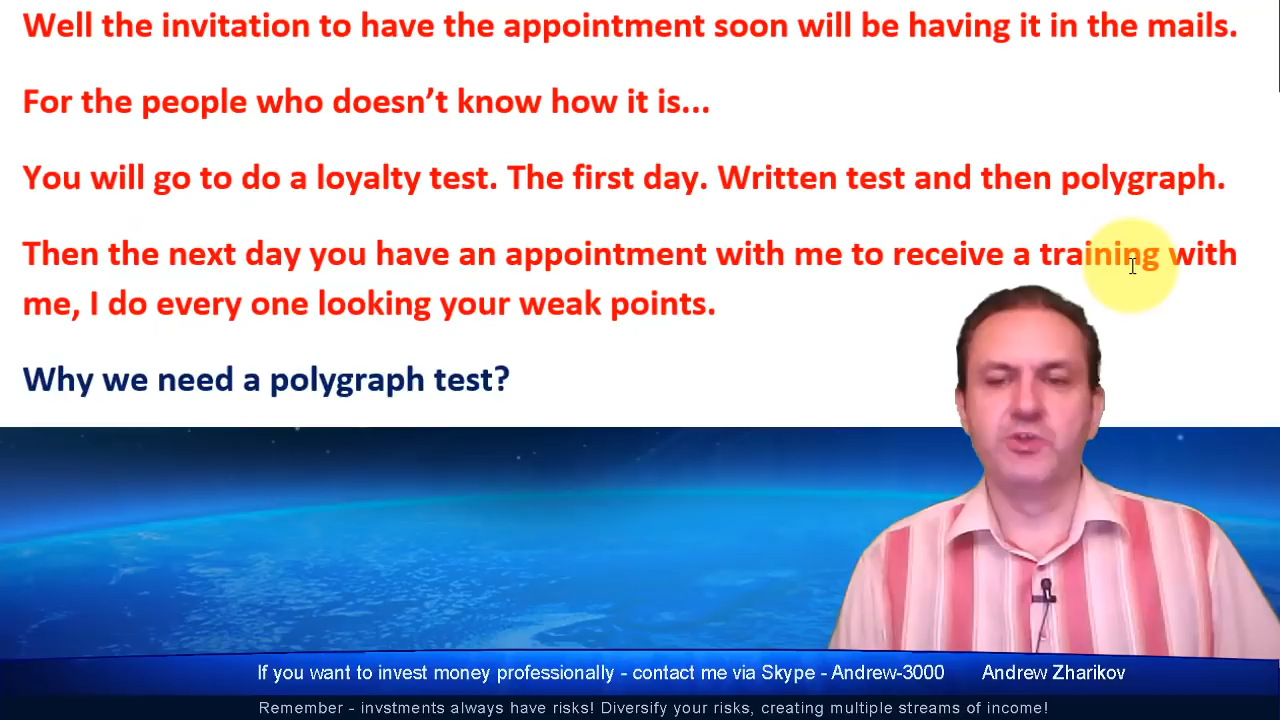 Well the invitation to have the appointment soon will be having it in the mails.
For the people who doesn't know how it is...
You will go to do a loyalty test. The first day. Written test and then polygraph.
Then the next day you have an appointment with me to receive a training with
me, I do every one looking your weak points.
Why we need a polygraph test?
If you want to invest money professionally - contact me via Skype - Andrew-3000 Andrew Zharikov
Remember - invstments always have risks! Diversify your risks, creating multiple streams of income!